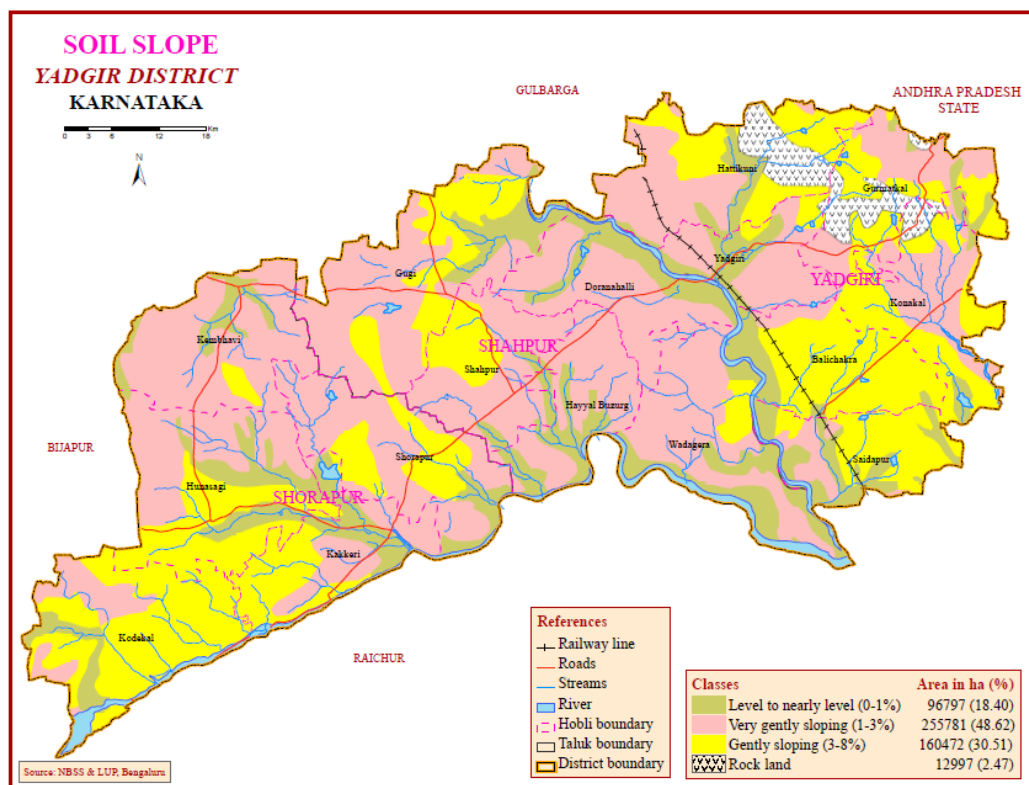 SOIL SLOPE
YADGIR DISTRICT
KARNATAKA
0 3 6 12 18 Km
N
GULBARGA
ANDHRA PRADESH
STATE
Hattikuni
Gurmatkal
Yadgiri
YADGIRI
Gugi
Doranahalli
Konakal
Kembhavi
SHAHPUR
Shahpur
Balichakra
Hayyal Buzurg
BIJAPUR
Wadagera
Shorapur
Saidapur
Hunasagi
SHORAPUR
Kakkeri
Kodekal
RAICHUR
References
Railway line
Roads
Streams
River
Hobli boundary
Taluk boundary
District boundary
Classes Area in ha (%)
Level to nearly level (0-1%) 96797 (18.40)
Very gently sloping (1-3%) 255781 (48.62)
Gently sloping (3-8%) 160472 (30.51)
Rock land 12997 (2.47)
Source: NBSS & LUP, Bengaluru